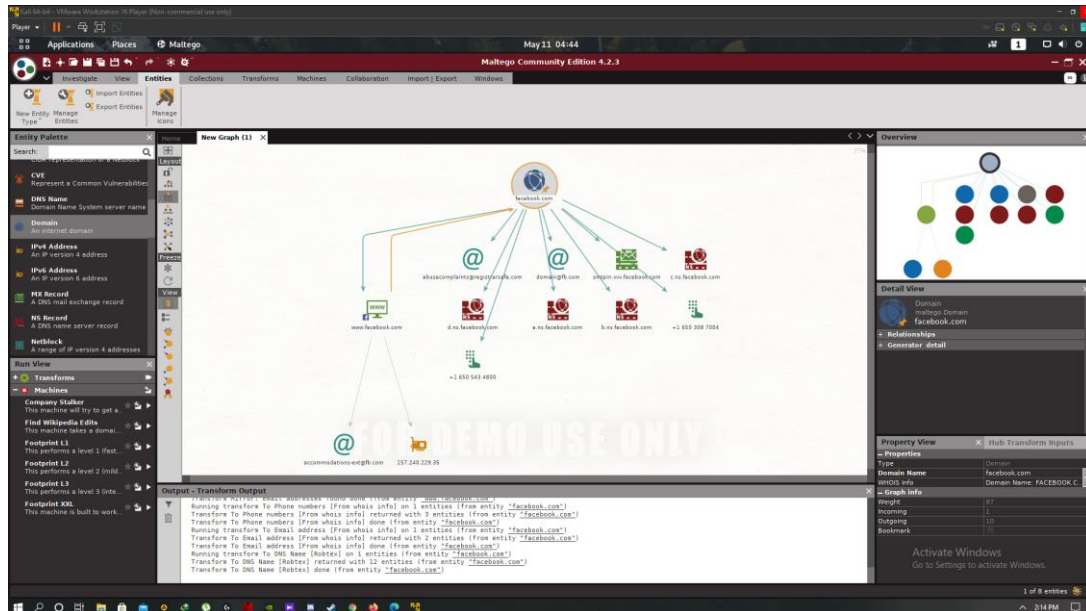 Kali 64-bit - VMware Workstation 16 Player (Non-commercial use only)
Player
Applications Places Maltego May 11 04:44 1
Maltego Community Edition 4.2.3
Investigate View Entities Collections Transforms Machines Collaboration Import | Export Windows
New Entity Type
Manage Entities
Import Entities
Export Entities
Manage Icons
Entity Palette
Search:
CIDR representation of a Netblock
CVE
Represent a Common Vulnerabilities
DNS Name
Domain Name System server name
Domain
An internet domain
IPv4 Address
An IP version 4 address
IPv6 Address
An IP version 6 address
MX Record
A DNS mail exchange record
NS Record
A DNS name server record
Netblock
A range of IP version 4 addresses
Run View
Transforms
Machines
Company Stalker
This machine will try to get a..
Find Wikipedia Edits
This machine takes a domai..
Footprint L1
This performs a level 1 (fast..
Footprint L2
This performs a level 2 (mild..
Footprint L3
This performs a level 3 (inte..
Footprint XXL
This machine is built to work..
Home
Layout
Freeze
View
New Graph (1)
77%
facebook.com
abusecomplaints@registrarsafe.com
domain@fb.com
smtpin.vvv.facebook.com
c.ns.facebook.com
www.facebook.com
d.ns.facebook.com
a.ns.facebook.com
b.ns.facebook.com
+1 650 308 7004
+1 650 543 4800
accommodations-ext@fb.com
157.240.229.35
FOR DEMO USE ONLY
Output - Transform Output
Transform Mirror: Email addresses found done (from entity "www.facebook.com")
Running transform To Phone numbers [From whois info] on 1 entities (from entity "facebook.com")
Transform To Phone numbers [From whois info] returned with 3 entities (from entity "facebook.com")
Transform To Phone numbers [From whois info] done (from entity "facebook.com")
Running transform To Email address [From whois info] on 1 entities (from entity "facebook.com")
Transform To Email address [From whois info] returned with 2 entities (from entity "facebook.com")
Transform To Email address [From whois info] done (from entity "facebook.com")
Running transform To DNS Name [Robtex] on 1 entities (from entity "facebook.com")
Transform To DNS Name [Robtex] returned with 12 entities (from entity "facebook.com")
Transform To DNS Name [Robtex] done (from entity "facebook.com")
Overview
Detail View
Domain
maltego.Domain
facebook.com
Relationships
Generator detail
Property View Hub Transform Inputs
Properties
Type Domain
Domain Name facebook.com
WHOIS Info Domain Name: FACEBOOK.C.
Graph info
Weight 87
Incoming 1
Outgoing 10
Bookmark
Activate Windows
Go to Settings to activate Windows.
1 of 8 entities
2:14 PM